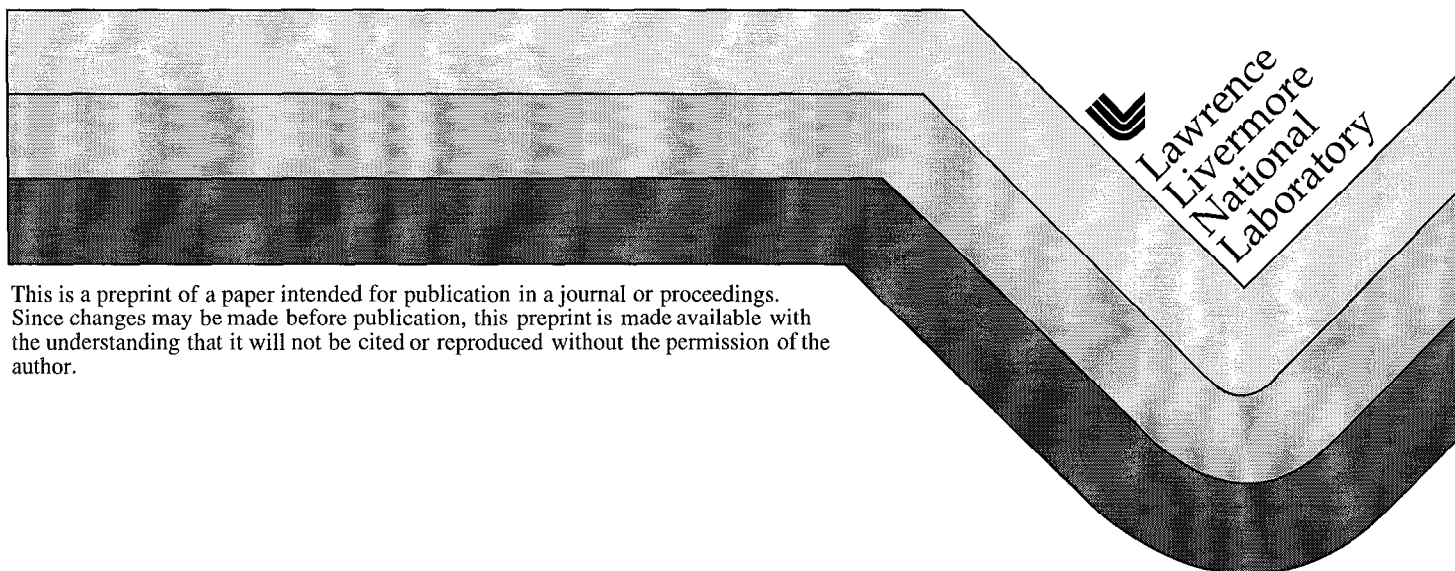 Lawrence
Livermore
National
Laboratory
This is a preprint of a paper intended for publication in a journal or proceedings.
Since changes may be made before publication, this preprint is made available with
the understanding that it will not be cited or reproduced without the permission of the
author.